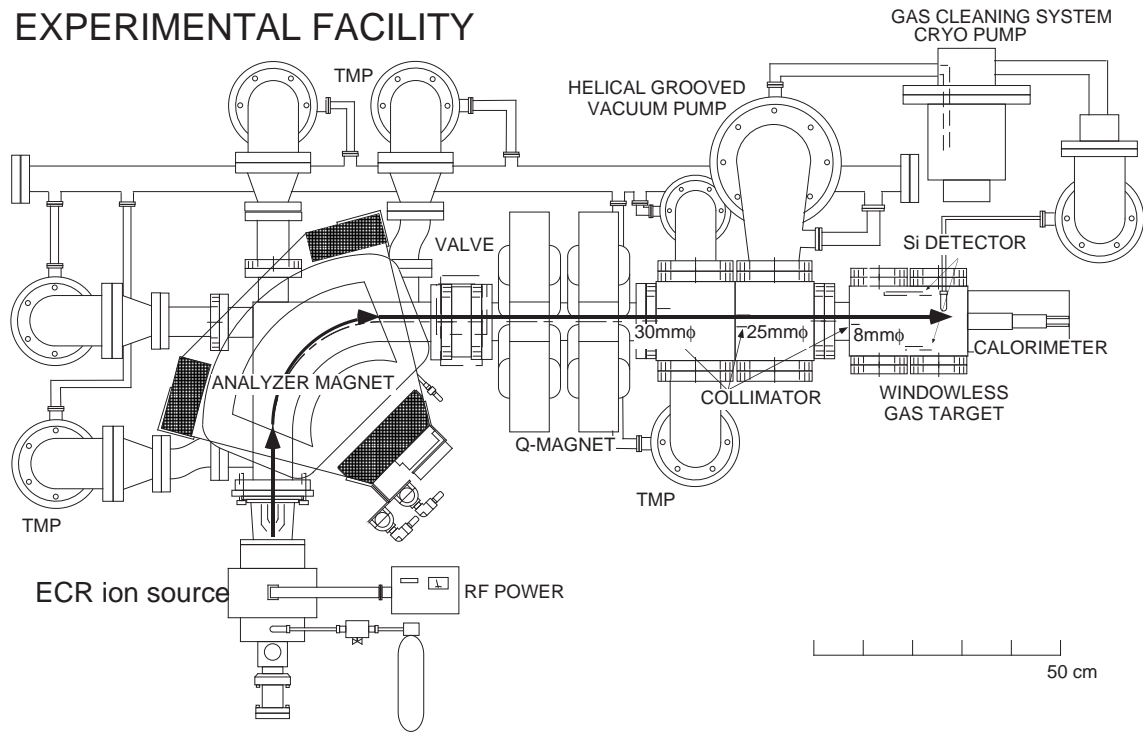 EXPERIMENTAL FACILITY
GAS CLEANING SYSTEM
CRYO PUMP
TMP
HELICAL GROOVED
VACUUM PUMP
VALVE
Si DETECTOR
30mmϕ
25mmϕ
8mmϕ
CALORIMETER
ANALYZER MAGNET
COLLIMATOR
WINDOWLESS
GAS TARGET
Q-MAGNET
TMP
TMP
ECR ion source
RF POWER
50 cm